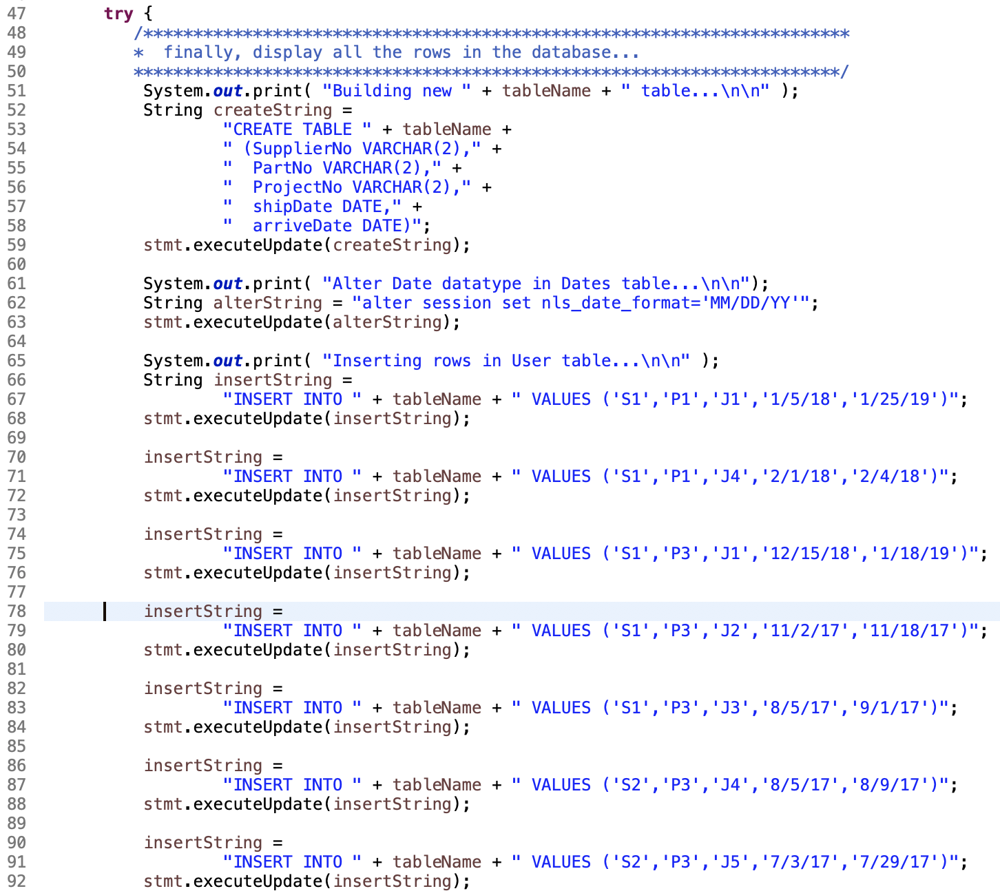 47 try {
48 /***********************************************************************
49 *  finally, display all the rows in the database...
50 ***********************************************************************/
51 System.out.print( "Building new " + tableName + " table...\n\n" );
52 String createString =
53 "CREATE TABLE " + tableName +
54 " (SupplierNo VARCHAR(2)," +
55 "  PartNo VARCHAR(2)," +
56 "  ProjectNo VARCHAR(2)," +
57 "  shipDate DATE," +
58 "  arriveDate DATE)";
59 stmt.executeUpdate(createString);
60
61 System.out.print( "Alter Date datatype in Dates table...\n\n");
62 String alterString = "alter session set nls_date_format='MM/DD/YY'";
63 stmt.executeUpdate(alterString);
64
65 System.out.print( "Inserting rows in User table...\n\n" );
66 String insertString =
67 "INSERT INTO " + tableName + " VALUES ('S1','P1','J1','1/5/18','1/25/19')";
68 stmt.executeUpdate(insertString);
69
70 insertString =
71 "INSERT INTO " + tableName + " VALUES ('S1','P1','J4','2/1/18','2/4/18')";
72 stmt.executeUpdate(insertString);
73
74 insertString =
75 "INSERT INTO " + tableName + " VALUES ('S1','P3','J1','12/15/18','1/18/19')";
76 stmt.executeUpdate(insertString);
77
78 insertString =
79 "INSERT INTO " + tableName + " VALUES ('S1','P3','J2','11/2/17','11/18/17')";
80 stmt.executeUpdate(insertString);
81
82 insertString =
83 "INSERT INTO " + tableName + " VALUES ('S1','P3','J3','8/5/17','9/1/17')";
84 stmt.executeUpdate(insertString);
85
86 insertString =
87 "INSERT INTO " + tableName + " VALUES ('S2','P3','J4','8/5/17','8/9/17')";
88 stmt.executeUpdate(insertString);
89
90 insertString =
91 "INSERT INTO " + tableName + " VALUES ('S2','P3','J5','7/3/17','7/29/17')";
92 stmt.executeUpdate(insertString);